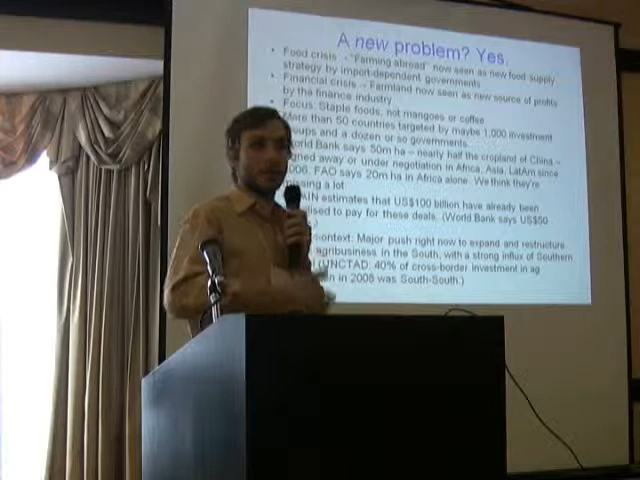 A new problem? Yes.
• Food crisis → "Farming abroad" now seen as new food supply
strategy by import-dependent governments
• Financial crisis → Farmland now seen as new source of profits
by the finance industry
• Focus: Staple foods, not mangoes or coffee
More than 50 countries targeted by maybe 1,000 investment
groups and a dozen or so governments.
World Bank says 50m ha – nearly half the cropland of China –
signed away or under negotiation in Africa, Asia, LatAm since
2006. FAO says 20m ha in Africa alone. We think they're
missing a lot
estimates that US$100 billion have already been
to pay for these deals. (World Bank says US$50
context: Major push right now to expand and restructure
agribusiness in the South, with a strong influx of Southern
(UNCTAD: 40% of cross-border investment in ag
in 2008 was South-South.)